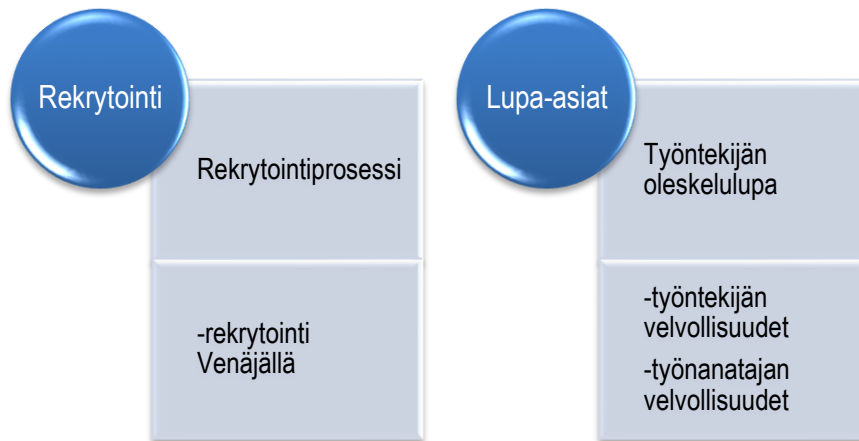 Rekrytointi
Rekrytointiprosessi
-rekrytointi
Venäjällä
Lupa-asiat
Työntekijän
oleskelulupa
-työntekijän
velvollisuudet
-työnanatajan
velvollisuudet